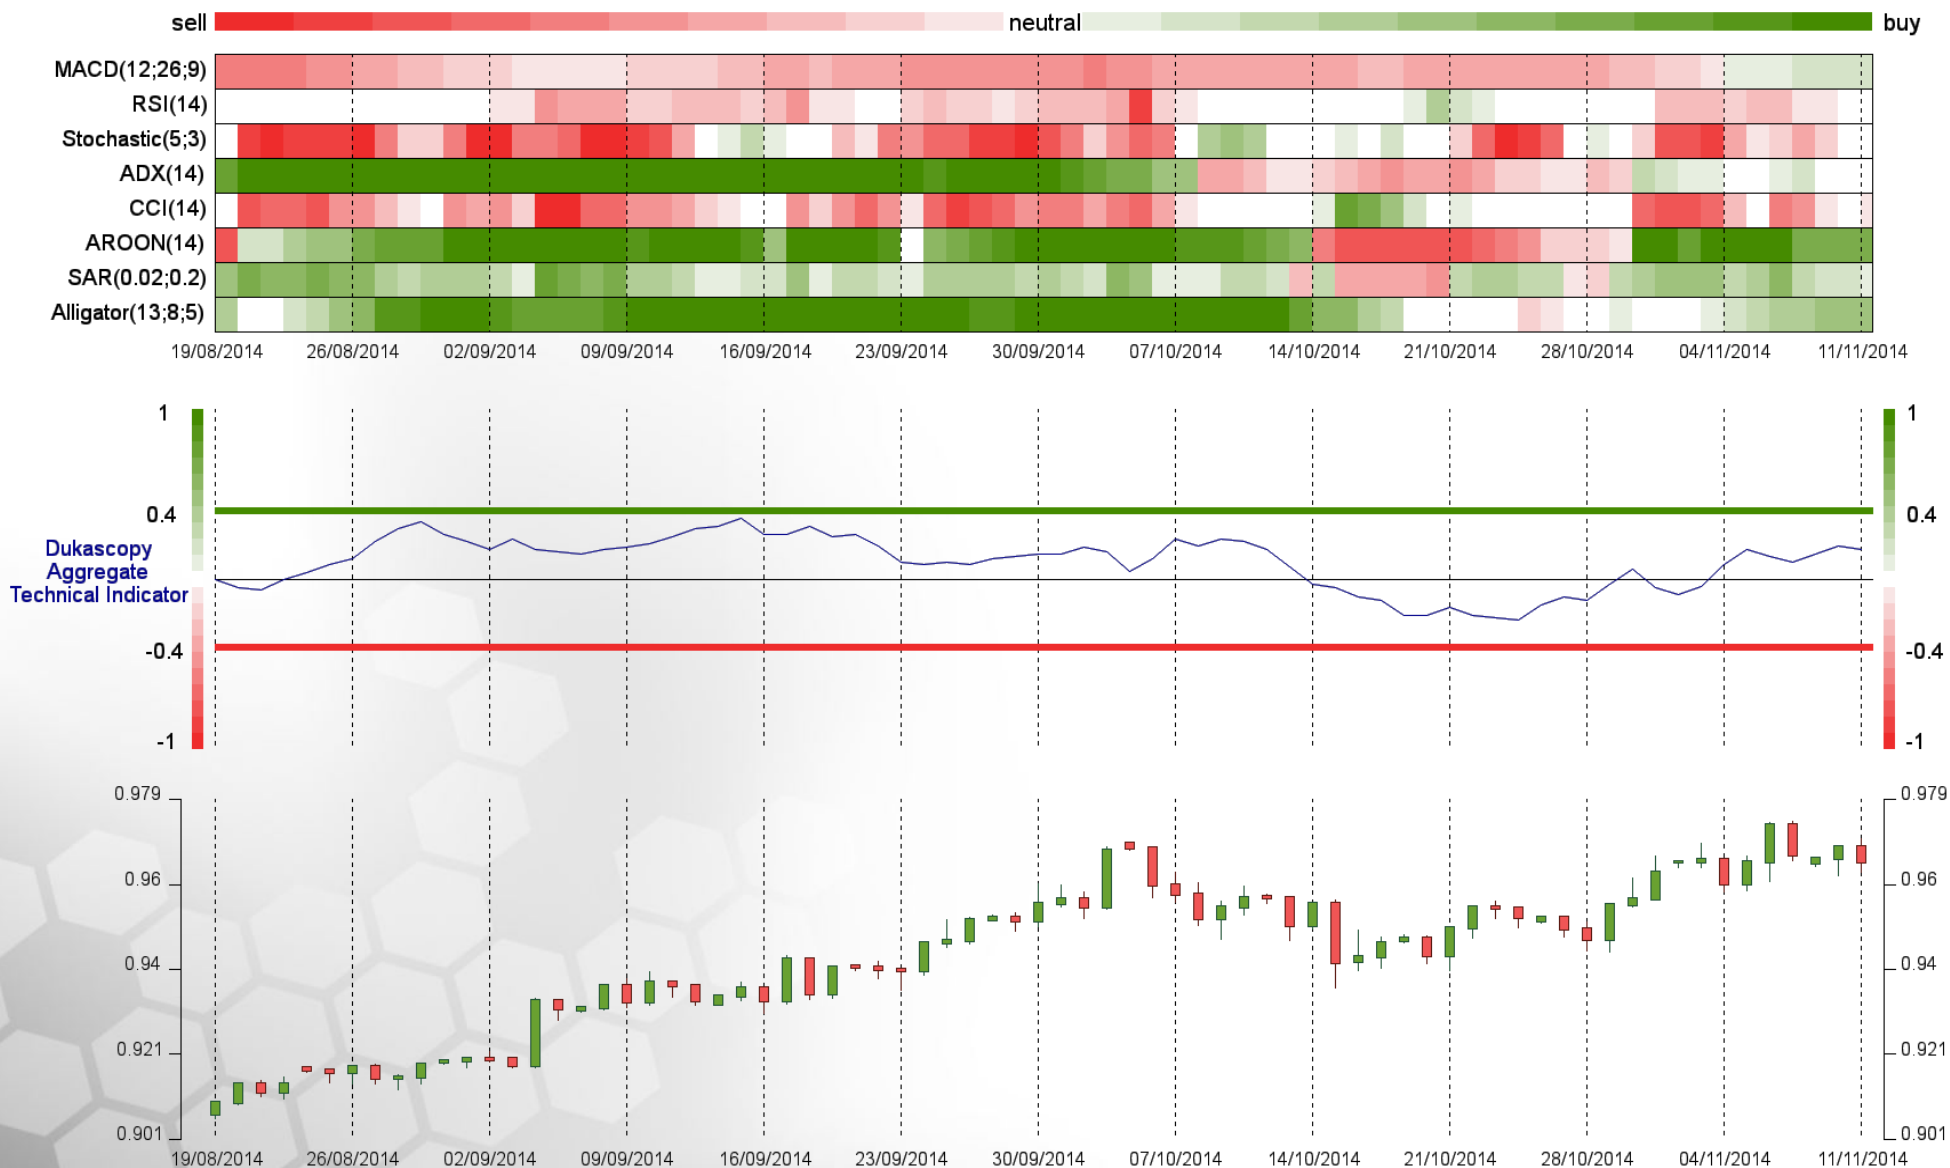 sell neutral buy
MACD(12;26;9)
RSI(14)
Stochastic(5;3)
ADX(14)
CCI(14)
AROON(14)
SAR(0.02;0.2)
Alligator(13;8;5)
19/08/2014 26/08/2014 02/09/2014 09/09/2014 16/09/2014 23/09/2014 30/09/2014 07/10/2014 14/10/2014 21/10/2014 28/10/2014 04/11/2014 11/11/2014
1 1
0.4 0.4
Dukascopy
Aggregate
Technical Indicator
-0.4 -0.4
-1 -1
0.979 0.979
0.96 0.96
0.94 0.94
0.921 0.921
0.901 0.901
19/08/2014 26/08/2014 02/09/2014 09/09/2014 16/09/2014 23/09/2014 30/09/2014 07/10/2014 14/10/2014 21/10/2014 28/10/2014 04/11/2014 11/11/2014